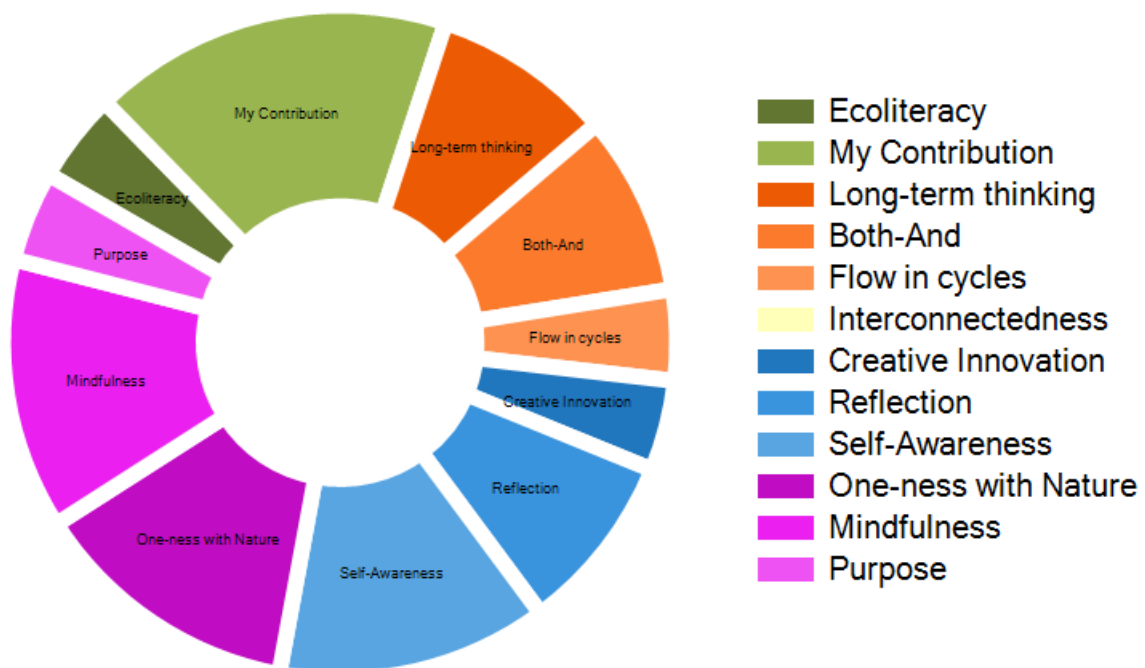 My Contribution
Long-term thinking
Ecoliteracy
Both-And
Purpose
Flow in cycles
Mindfulness
Creative Innovation
Reflection
One-ness with Nature
Self-Awareness
Ecoliteracy
My Contribution
Long-term thinking
Both-And
Flow in cycles
Interconnectedness
Creative Innovation
Reflection
Self-Awareness
One-ness with Nature
Mindfulness
Purpose